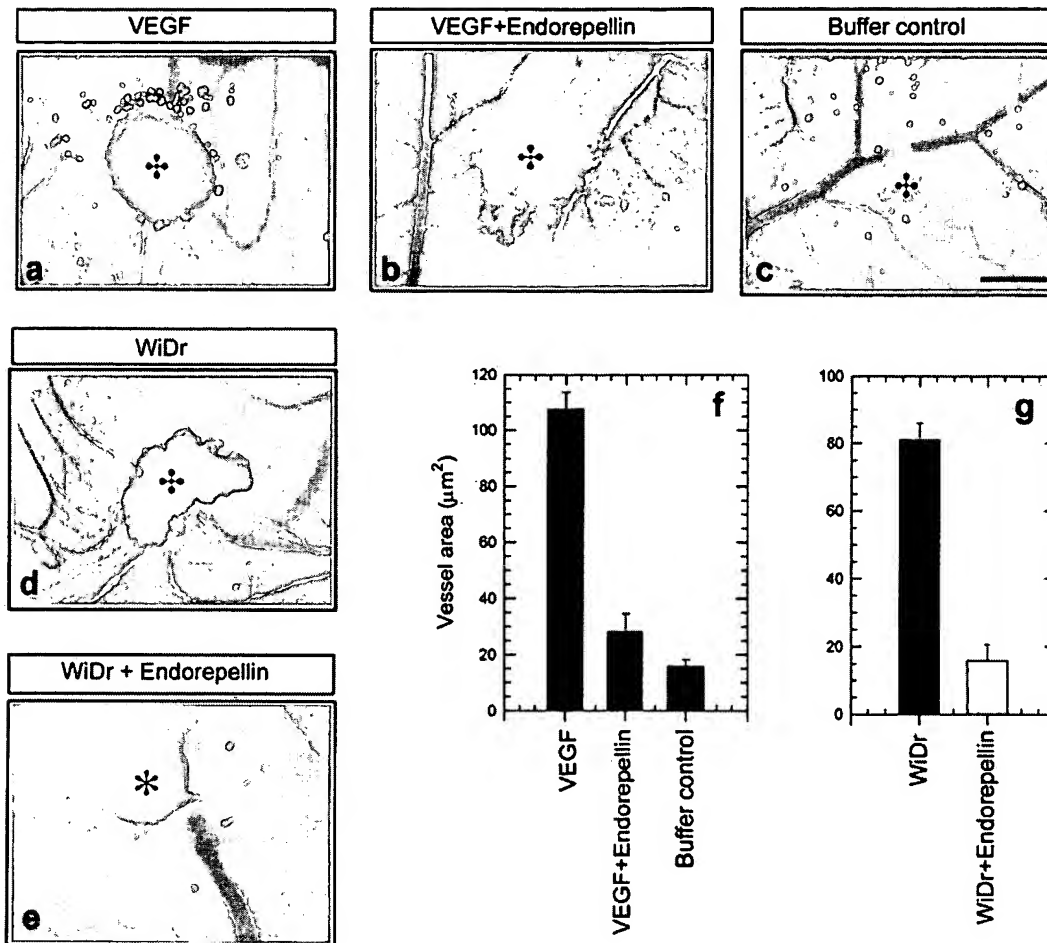 VEGF
VEGF+Endorepellin
Buffer control
a
b
c
WiDr
d
WiDr + Endorepellin
e
f
Vessel area (µm²)
120
100
80
60
40
20
0
VEGF
VEGF+Endorepellin
Buffer control
g
100
80
60
40
20
0
WiDr
WiDr+Endorepellin